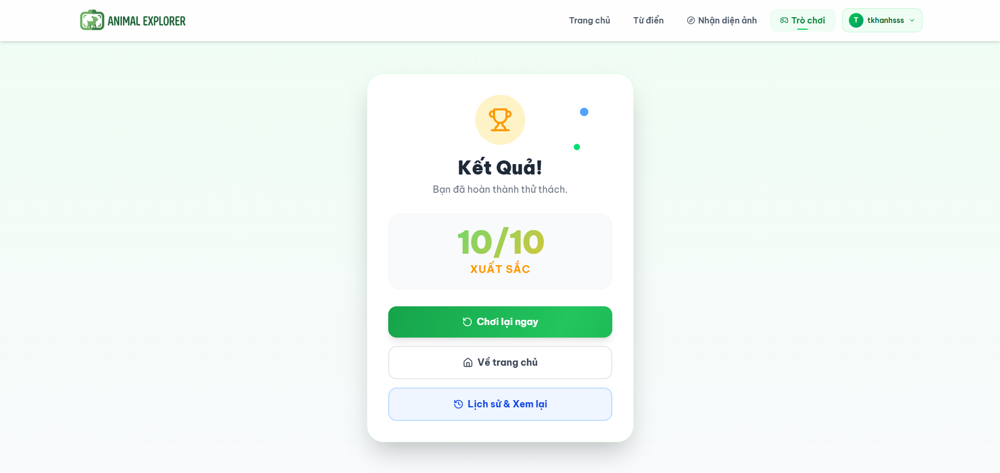 ANIMAL EXPLORER
Trang chủ
Từ điển
Nhận diện ảnh
Trò chơi
T
tkhanhsss
Kết Quả!
Bạn đã hoàn thành thử thách.
10/10
XUẤT SẮC
Chơi lại ngay
Về trang chủ
Lịch sử & Xem lại